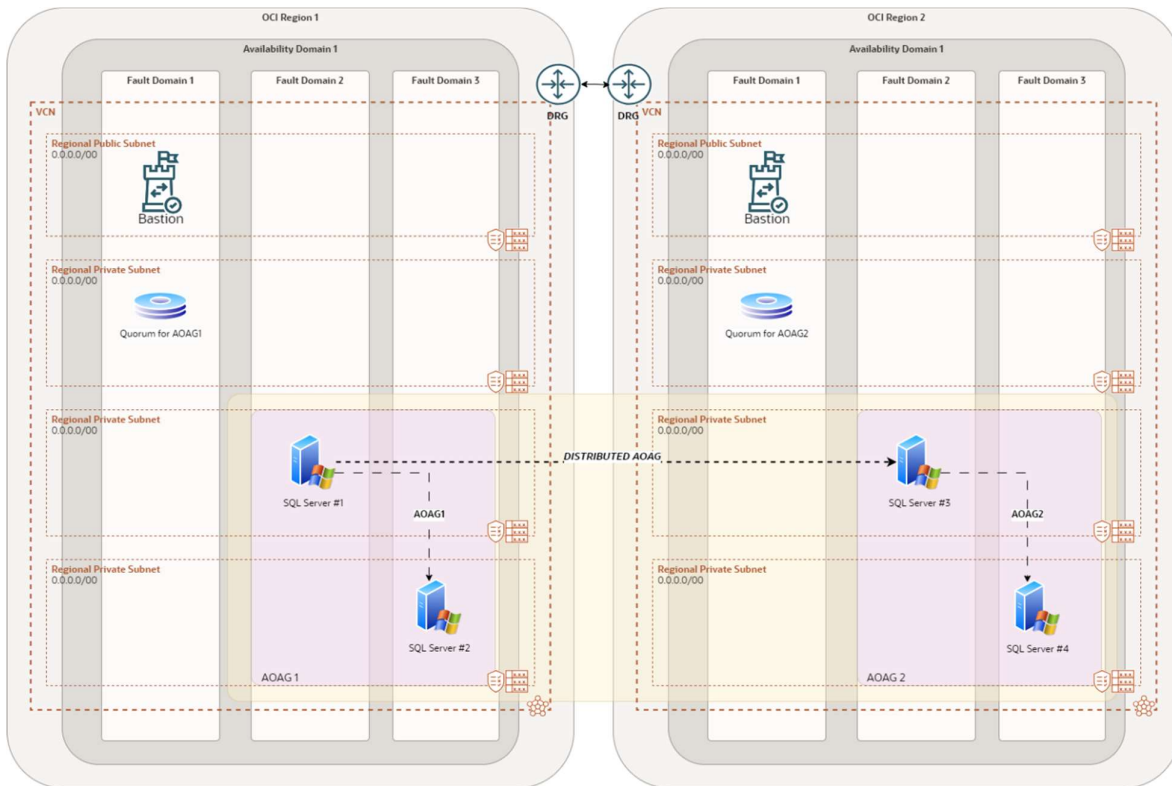 OCI Region 1
Availability Domain 1
Fault Domain 1
Fault Domain 2
Fault Domain 3
VCN
DRG
Regional Public Subnet
0.0.0.0/00
Bastion
Regional Private Subnet
0.0.0.0/00
Quorum for AOAG1
Regional Private Subnet
0.0.0.0/00
SQL Server #1
AOAG1
Regional Private Subnet
0.0.0.0/00
SQL Server #2
AOAG 1
DISTRIBUTED AOAG
OCI Region 2
Availability Domain 1
Fault Domain 1
Fault Domain 2
Fault Domain 3
DRG
VCN
Regional Public Subnet
0.0.0.0/00
Bastion
Regional Private Subnet
0.0.0.0/00
Quorum for AOAG2
Regional Private Subnet
0.0.0.0/00
SQL Server #3
AOAG2
Regional Private Subnet
0.0.0.0/00
SQL Server #4
AOAG 2